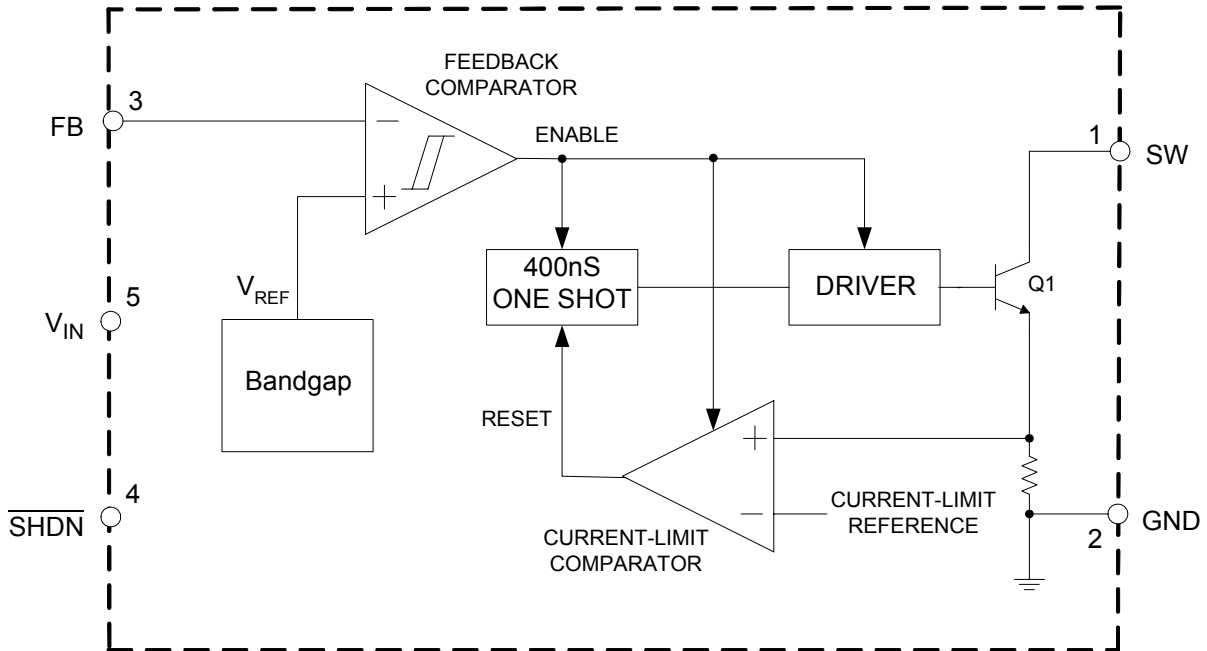 FEEDBACK
COMPARATOR
3
FB
−
ENABLE
1
SW
+
400nS
ONE SHOT
DRIVER
Q1
V_REF
5
V_IN
Bandgap
RESET
+
4
SHDN
−
CURRENT-LIMIT
REFERENCE
GND
2
CURRENT-LIMIT
COMPARATOR